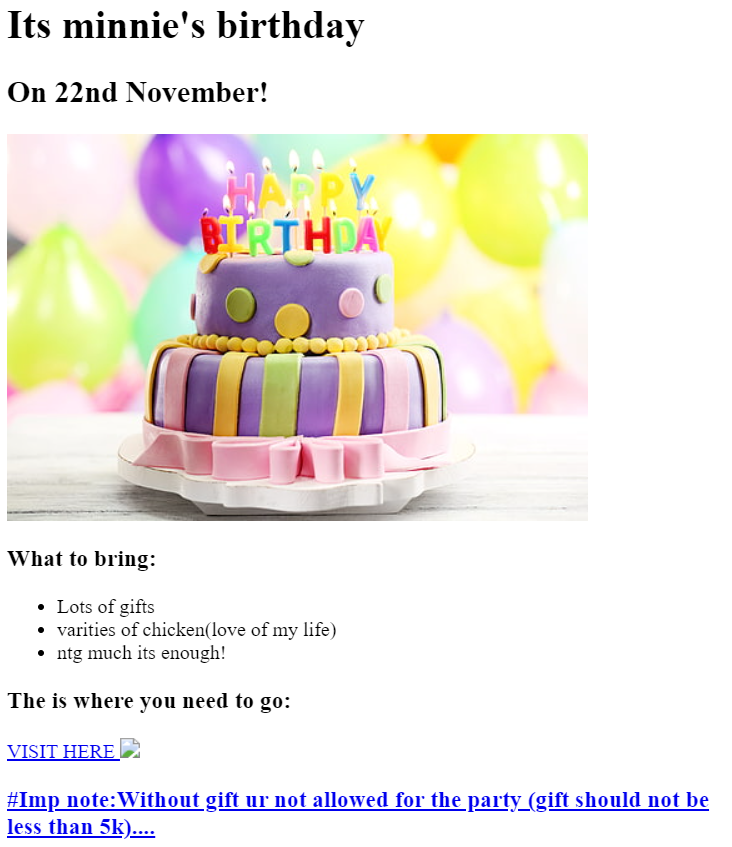 Its minnie's birthday
On 22nd November!
HAPPY
BIRTHDAY
What to bring:
Lots of gifts
varities of chicken(love of my life)
ntg much its enough!
The is where you need to go:
VISIT HERE
#Imp note:Without gift ur not allowed for the party (gift should not be
less than 5k)....